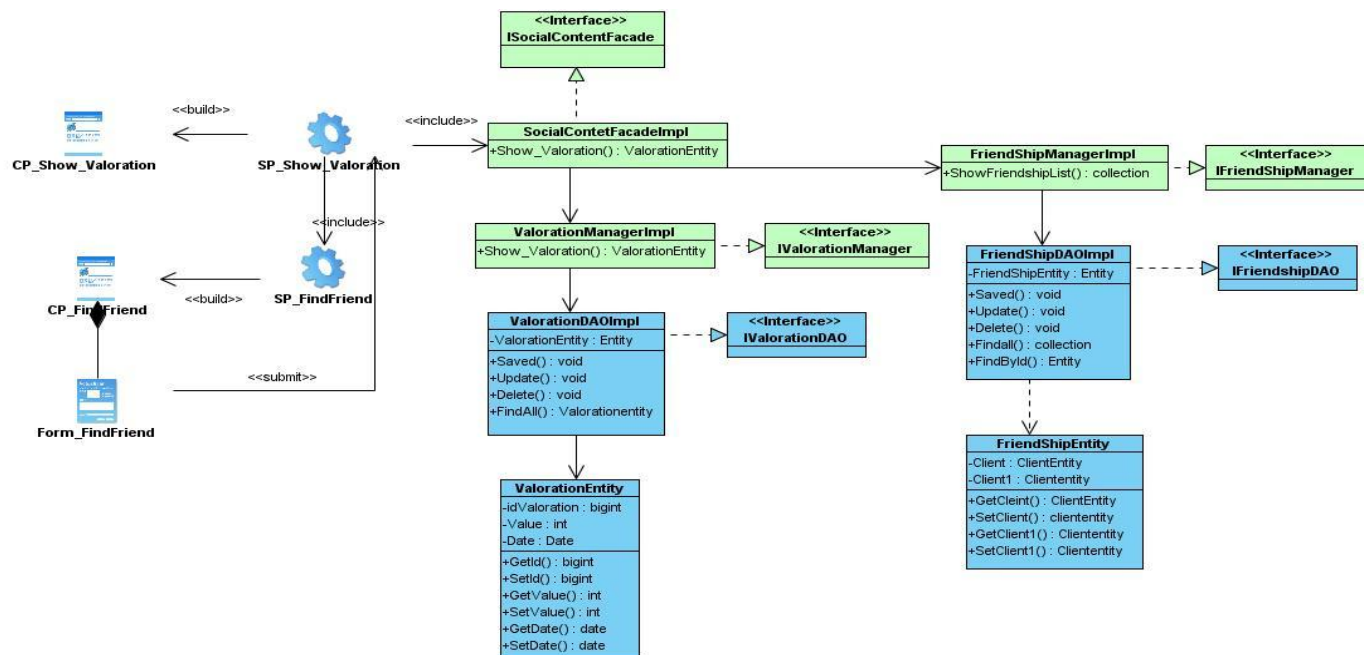 <<Interface>>
ISocialContentFacade
<<build>>
<<include>>
CP_Show_Valoration
SP_Show_Valoration
SocialContetFacadeImpl
+Show_Valoration() : ValorationEntity
FriendShipManagerImpl
+ShowFriendshipList() : collection
<<Interface>>
IFriendShipManager
<<include>>
ValorationManagerImpl
+Show_Valoration() : ValorationEntity
<<Interface>>
IValorationManager
CP_FindFriend
<<build>>
SP_FindFriend
FriendShipDAOImpl
-FriendShipEntity : Entity
+Saved() : void
+Update() : void
+Delete() : void
+Findall() : collection
+FindById() : Entity
<<Interface>>
IFriendshipDAO
ValorationDAOImpl
-ValorationEntity : Entity
+Saved() : void
+Update() : void
+Delete() : void
+FindAll() : Valorationentity
<<Interface>>
IValorationDAO
<<submit>>
Form_FindFriend
FriendShipEntity
-Client : ClientEntity
-Client1 : Cliententity
+GetCleint() : ClientEntity
+SetClient() : cliententity
+GetClient1() : Cliententity
+SetClient1() : Cliententity
ValorationEntity
-idValoration : bigint
-Value : int
-Date : Date
+GetId() : bigint
+SetId() : bigint
+GetValue() : int
+SetValue() : int
+GetDate() : date
+SetDate() : date